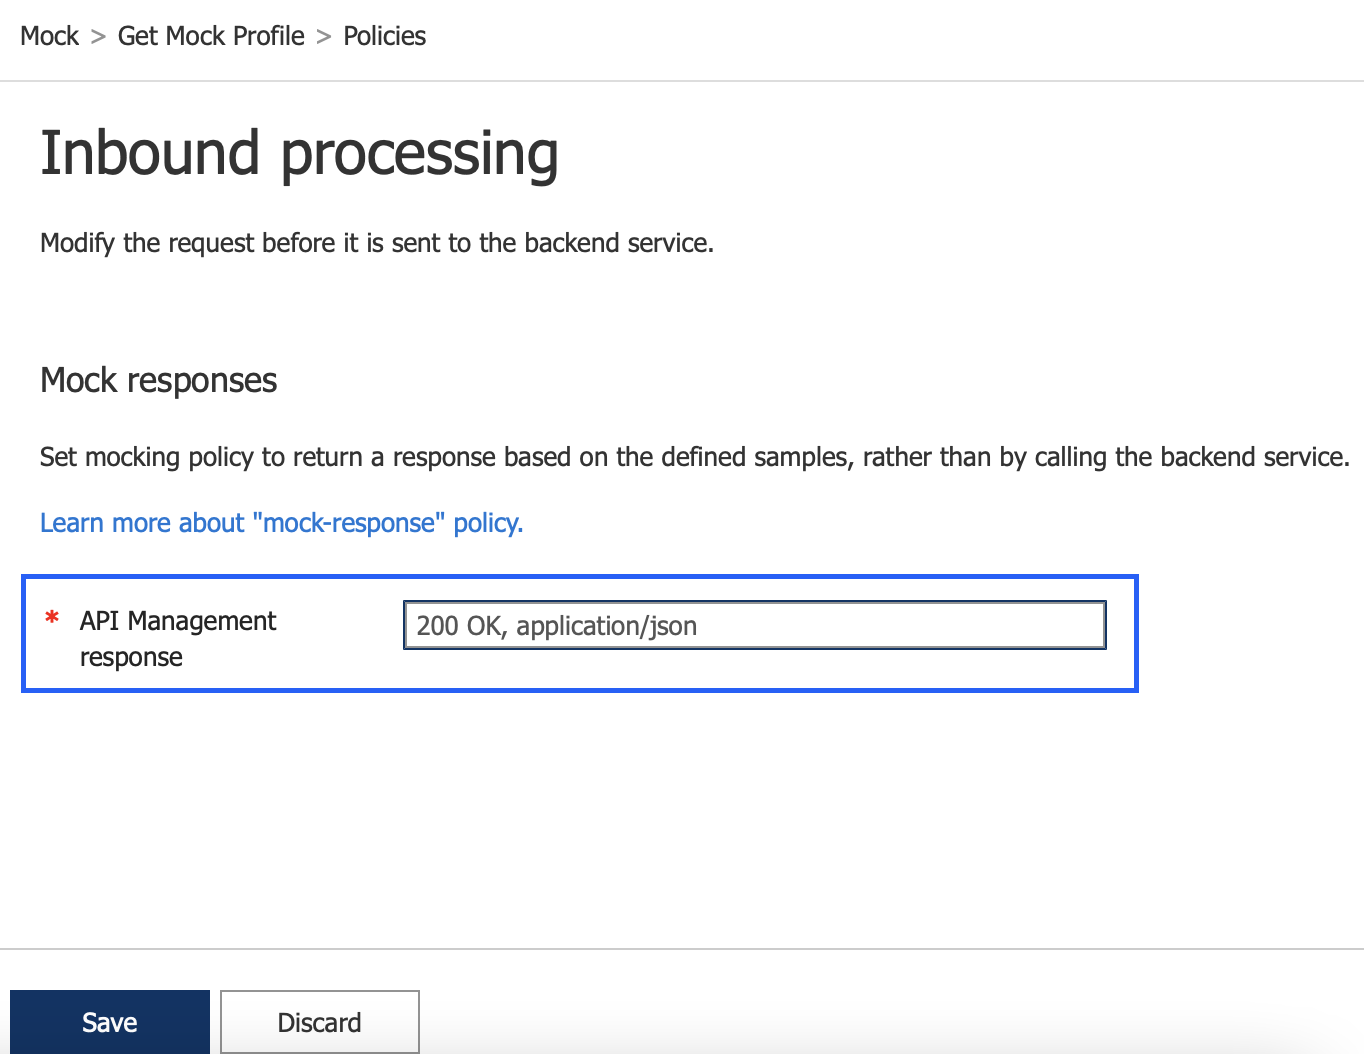 Mock > Get Mock Profile > Policies
Inbound processing
Modify the request before it is sent to the backend service.
Mock responses
Set mocking policy to return a response based on the defined samples, rather than by calling the backend service.
Learn more about "mock-response" policy.
* API Management
response
200 OK, application/json
Save
Discard